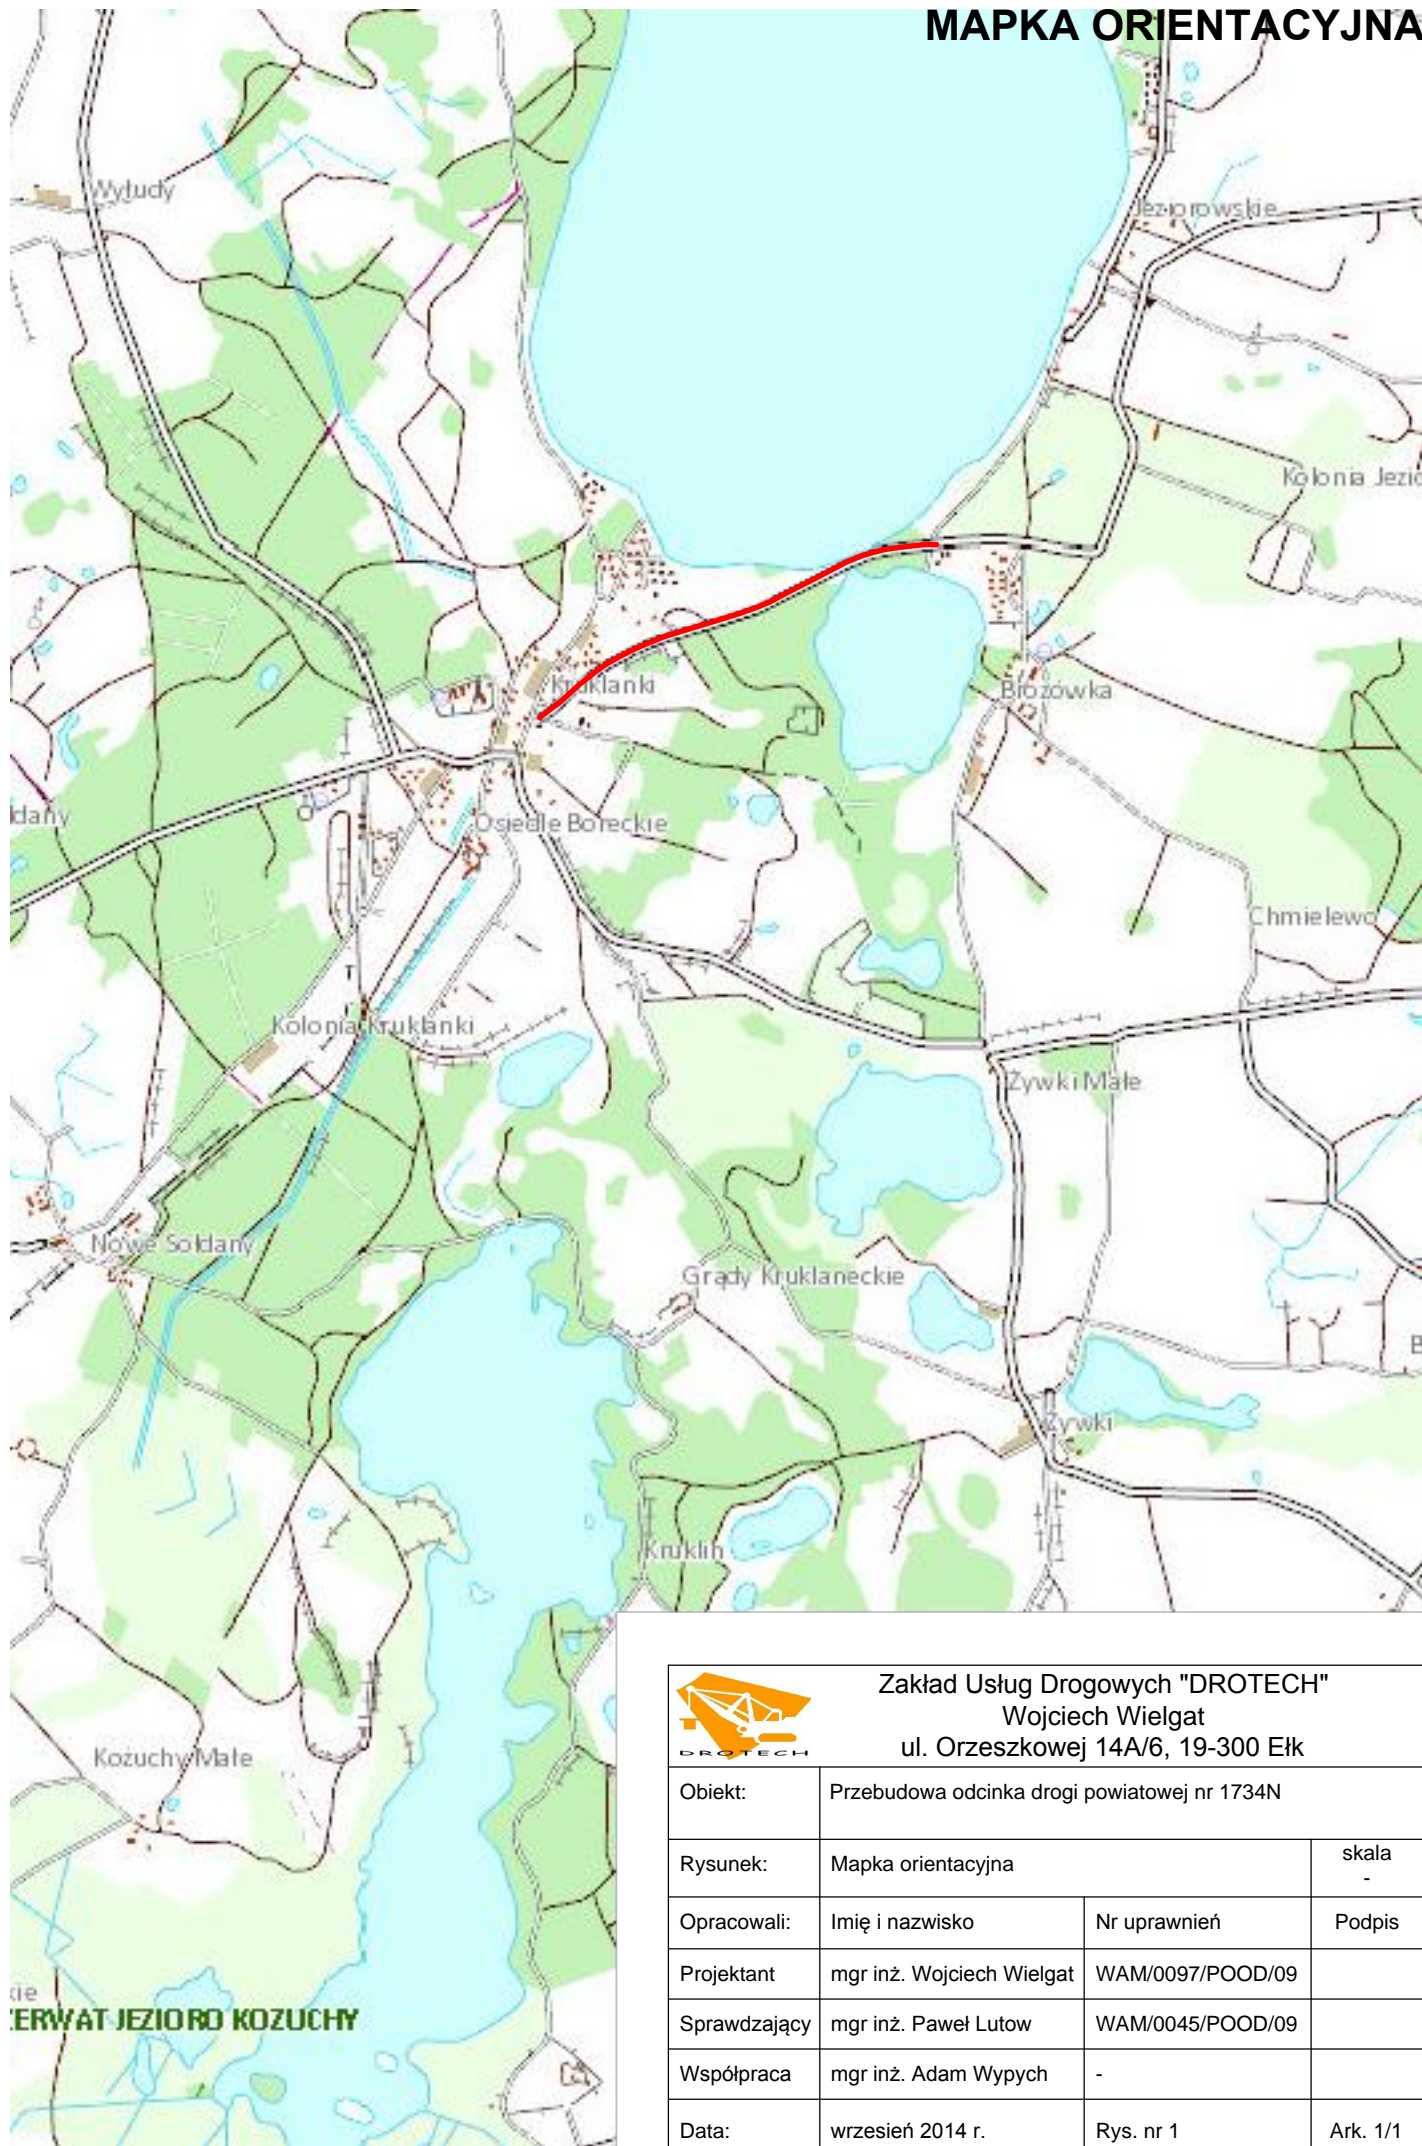 MAPKA ORIENTACYJNA
Wyłudy
Jeziorowskie
Kolonia Jezio
Kruklanki
Brożówka
dany
Osiedle Boreckie
Chmielewo
Kolonia Kruklanki
Żywki Małe
Nowe Sołdany
Grądy Kruklaneckie
B
Żywki
Kruklin
Kożuchy Małe
kie
ERWAT JEZIORO KOŻUCHY
DROTECH
Zakład Usług Drogowych "DROTECH"
Wojciech Wielgat
ul. Orzeszkowej 14A/6, 19-300 Ełk
Obiekt: Przebudowa odcinka drogi powiatowej nr 1734N
Rysunek: Mapka orientacyjna skala
-
Opracowali: Imię i nazwisko Nr uprawnień Podpis
Projektant mgr inż. Wojciech Wielgat WAM/0097/POOD/09
Sprawdzający mgr inż. Paweł Lutow WAM/0045/POOD/09
Współpraca mgr inż. Adam Wypych -
Data: wrzesień 2014 r. Rys. nr 1 Ark. 1/1